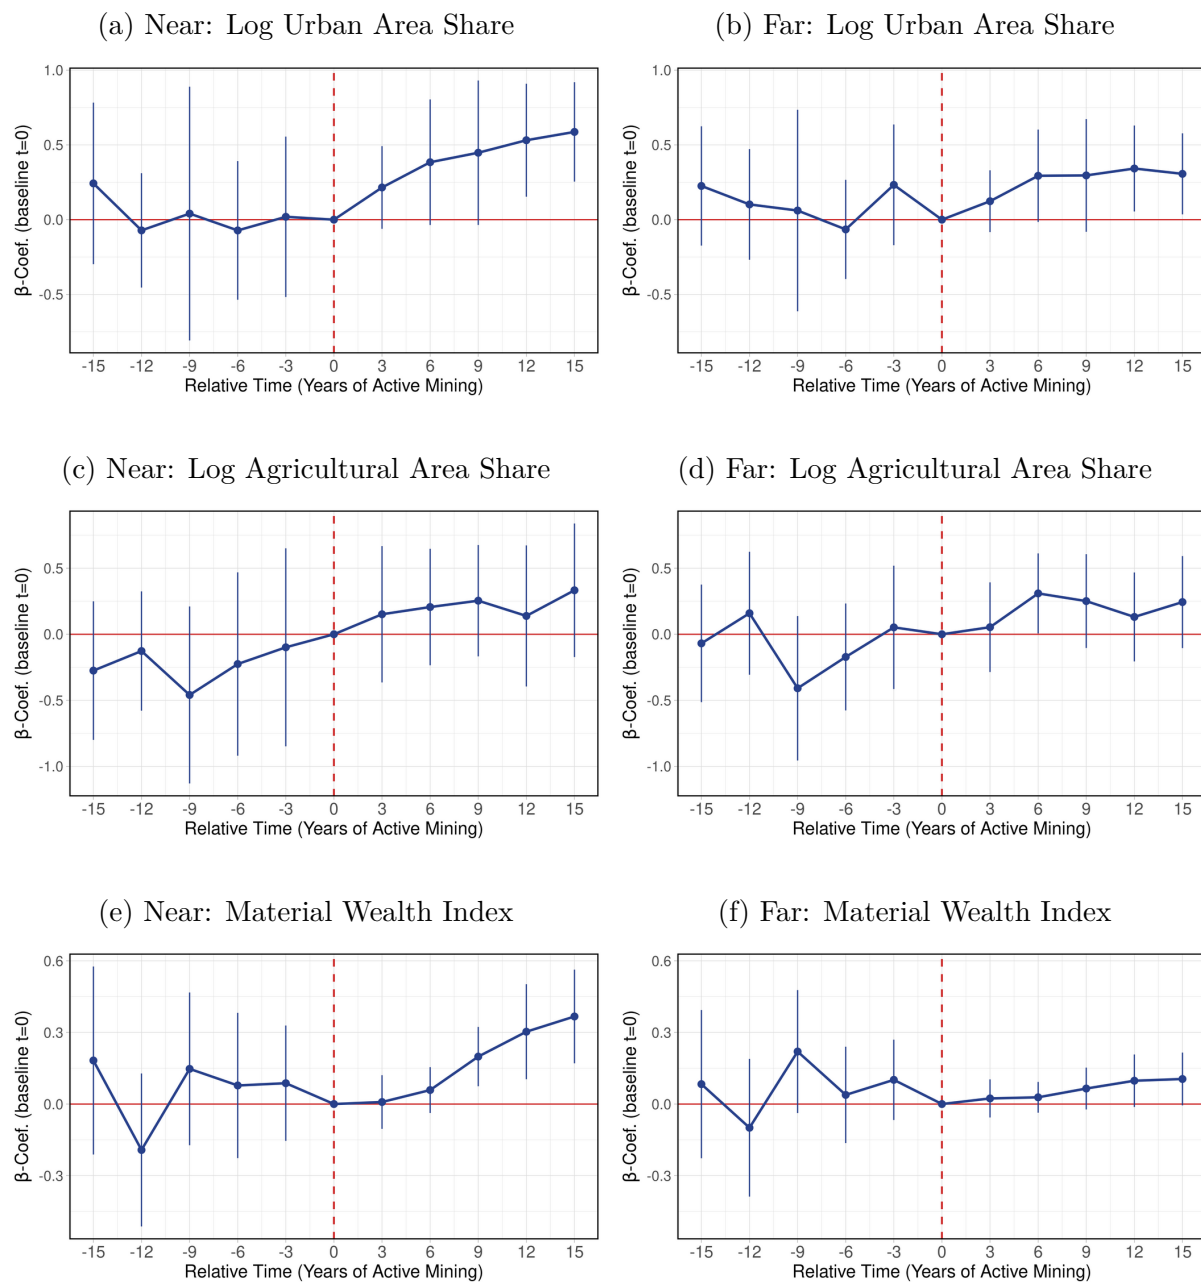 (a) Near: Log Urban Area Share
1.0
0.5
0.0
-0.5
β-Coef. (baseline t=0)
-15 -12 -9 -6 -3 0 3 6 9 12 15
Relative Time (Years of Active Mining)
(b) Far: Log Urban Area Share
1.0
0.5
0.0
-0.5
β-Coef. (baseline t=0)
-15 -12 -9 -6 -3 0 3 6 9 12 15
Relative Time (Years of Active Mining)
(c) Near: Log Agricultural Area Share
0.5
0.0
-0.5
-1.0
β-Coef. (baseline t=0)
-15 -12 -9 -6 -3 0 3 6 9 12 15
Relative Time (Years of Active Mining)
(d) Far: Log Agricultural Area Share
0.5
0.0
-0.5
-1.0
β-Coef. (baseline t=0)
-15 -12 -9 -6 -3 0 3 6 9 12 15
Relative Time (Years of Active Mining)
(e) Near: Material Wealth Index
0.6
0.3
0.0
-0.3
β-Coef. (baseline t=0)
-15 -12 -9 -6 -3 0 3 6 9 12 15
Relative Time (Years of Active Mining)
(f) Far: Material Wealth Index
0.6
0.3
0.0
-0.3
β-Coef. (baseline t=0)
-15 -12 -9 -6 -3 0 3 6 9 12 15
Relative Time (Years of Active Mining)